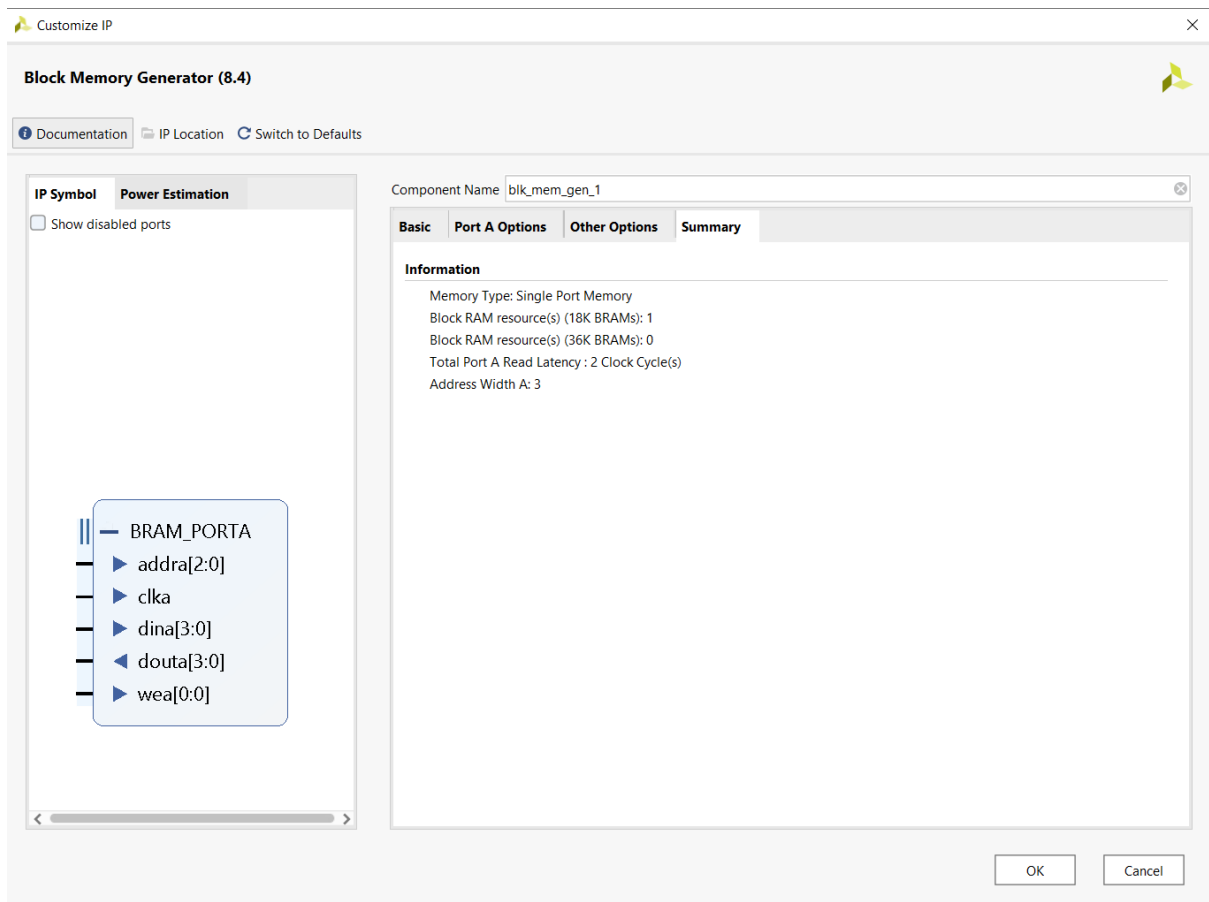 Customize IP
Block Memory Generator (8.4)
Documentation IP Location Switch to Defaults
IP Symbol Power Estimation
Show disabled ports
BRAM_PORTA
addra[2:0]
clka
dina[3:0]
douta[3:0]
wea[0:0]
Component Name blk_mem_gen_1
Basic Port A Options Other Options Summary
Information
Memory Type: Single Port Memory
Block RAM resource(s) (18K BRAMs): 1
Block RAM resource(s) (36K BRAMs): 0
Total Port A Read Latency : 2 Clock Cycle(s)
Address Width A: 3
OK Cancel